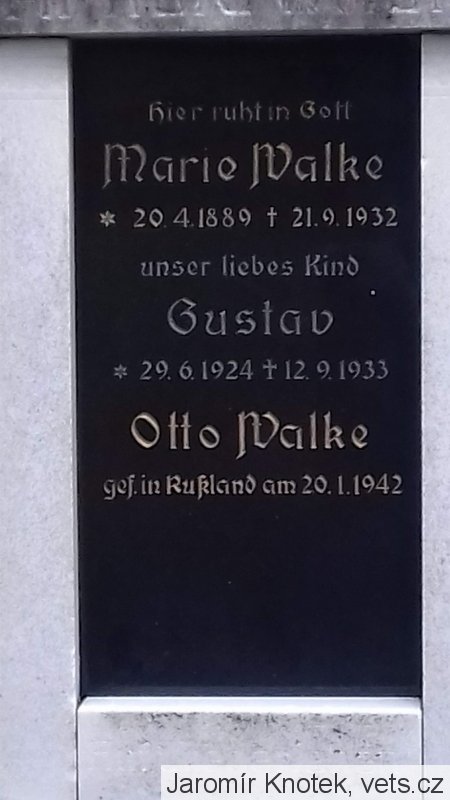 Hier ruht in Gott
Marie Walke
* 20.4.1889 † 21.9.1932
unser liebes Kind
Gustav
* 29.6.1924 † 12.9.1933
Otto Walke
gef. in Rußland am 20.1.1942
Jaromír Knotek, vets.cz